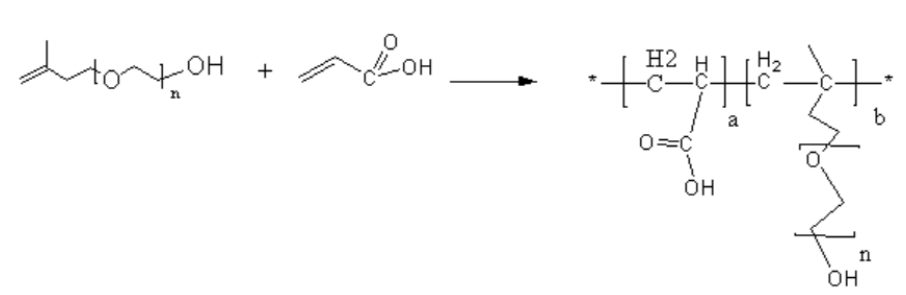 O n OH + O C OH
* H2 C H C a H2 C C b *
O=C OH
O n OH